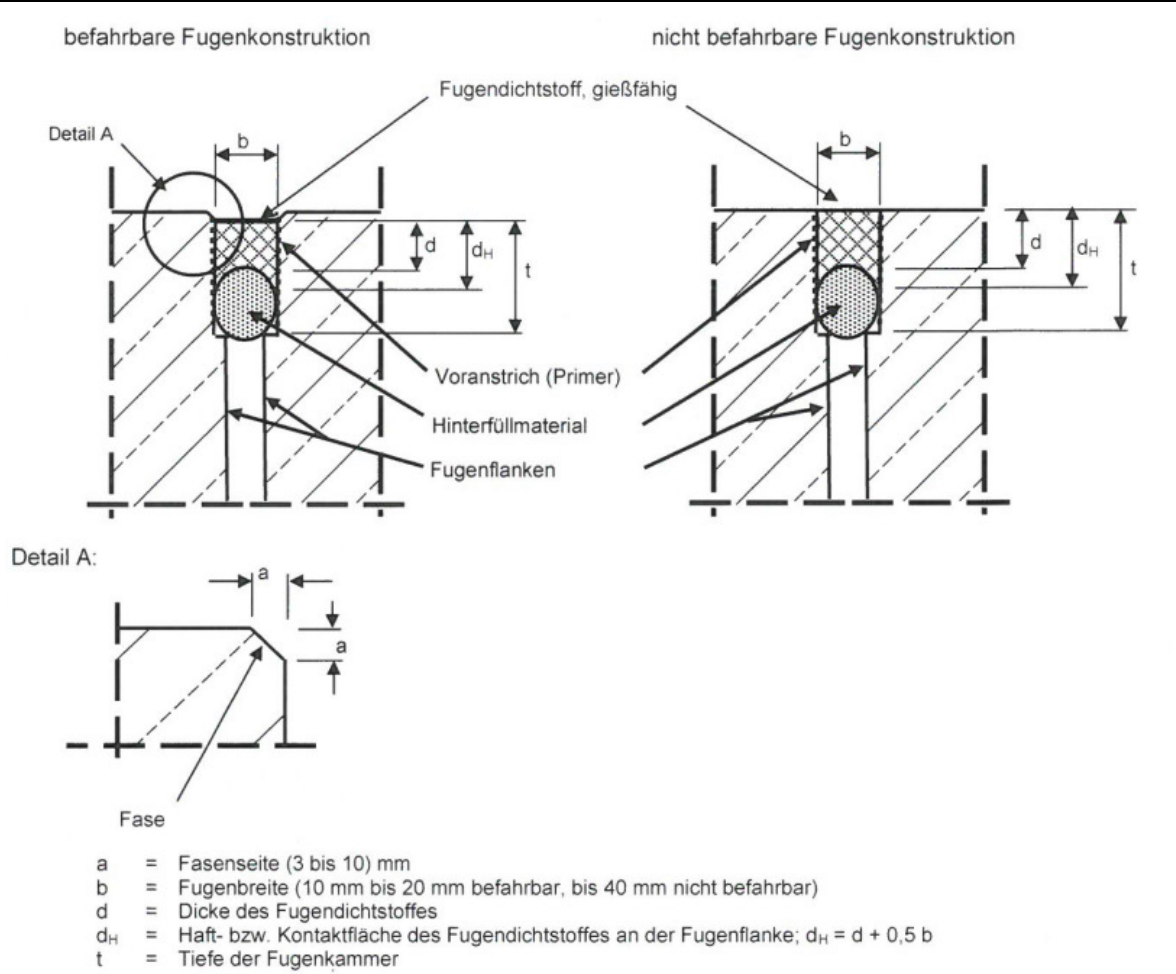 befahrbare Fugenkonstruktion
nicht befahrbare Fugenkonstruktion
Fugendichtstoff, gießfähig
Detail A
b
b
d
dH
t
d
dH
t
Voranstrich (Primer)
Hinterfüllmaterial
Fugenflanken
Detail A:
a
a
Fase
a = Fasenseite (3 bis 10) mm
b = Fugenbreite (10 mm bis 20 mm befahrbar, bis 40 mm nicht befahrbar)
d = Dicke des Fugendichtstoffes
dH = Haft- bzw. Kontaktfläche des Fugendichtstoffes an der Fugenflanke; dH = d + 0,5 b
t = Tiefe der Fugenkammer